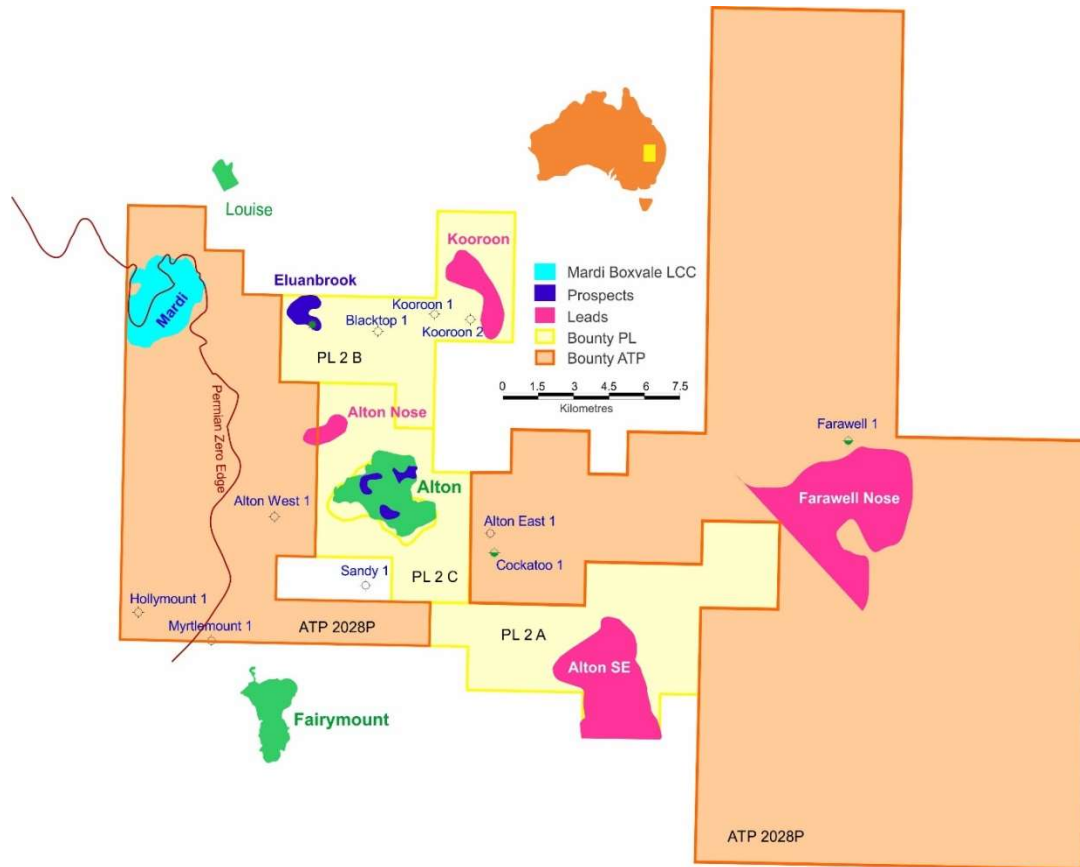 Louise
Kooroon
Mardi Boxvale LCC
Prospects
Leads
Bounty PL
Bounty ATP
0 1.5 3 4.5 6 7.5
Kilometres
Mardi
Eluanbrook
Blacktop 1
Kooroon 1
Kooroon 2
PL 2 B
Permian Zero Edge
Alton Nose
Alton
Alton West 1
Alton East 1
Cockatoo 1
Farawell 1
Farawell Nose
Sandy 1
PL 2 C
Hollymount 1
Myrtlemount 1
ATP 2028P
PL 2 A
Alton SE
Fairymount
ATP 2028P